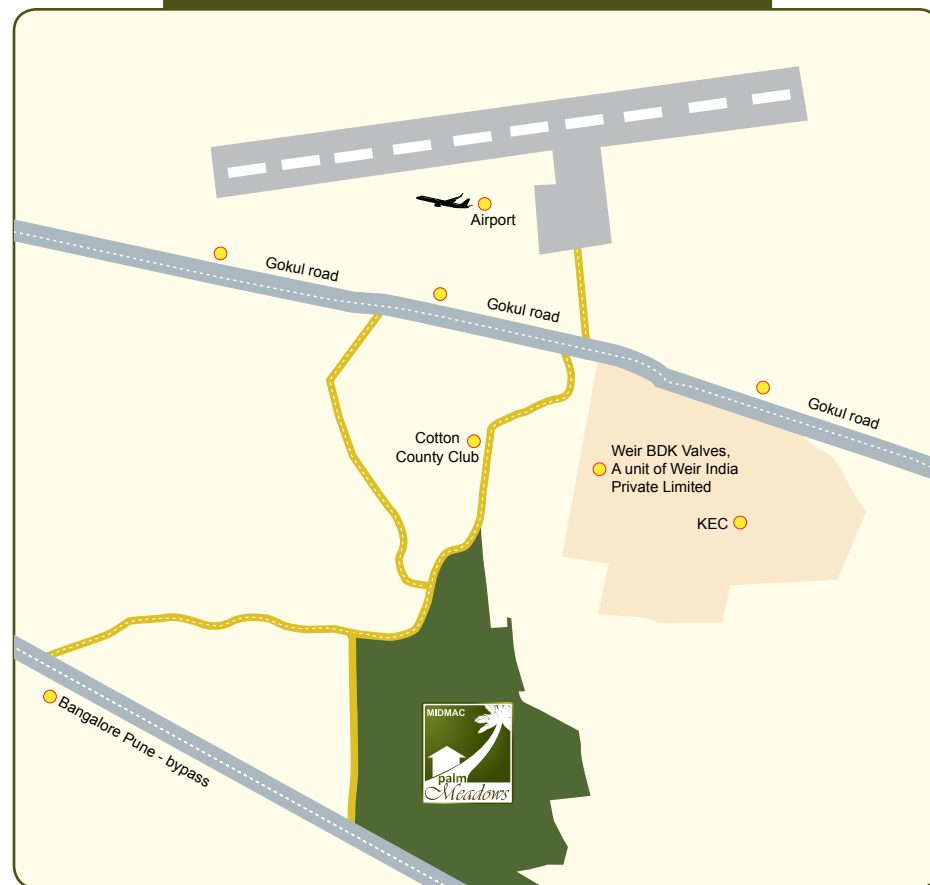 Airport
Gokul road
Gokul road
Gokul road
Cotton
County Club
Weir BDK Valves,
A unit of Weir India
Private Limited
KEC
Bangalore Pune - bypass
MIDMAC
palm
Meadows